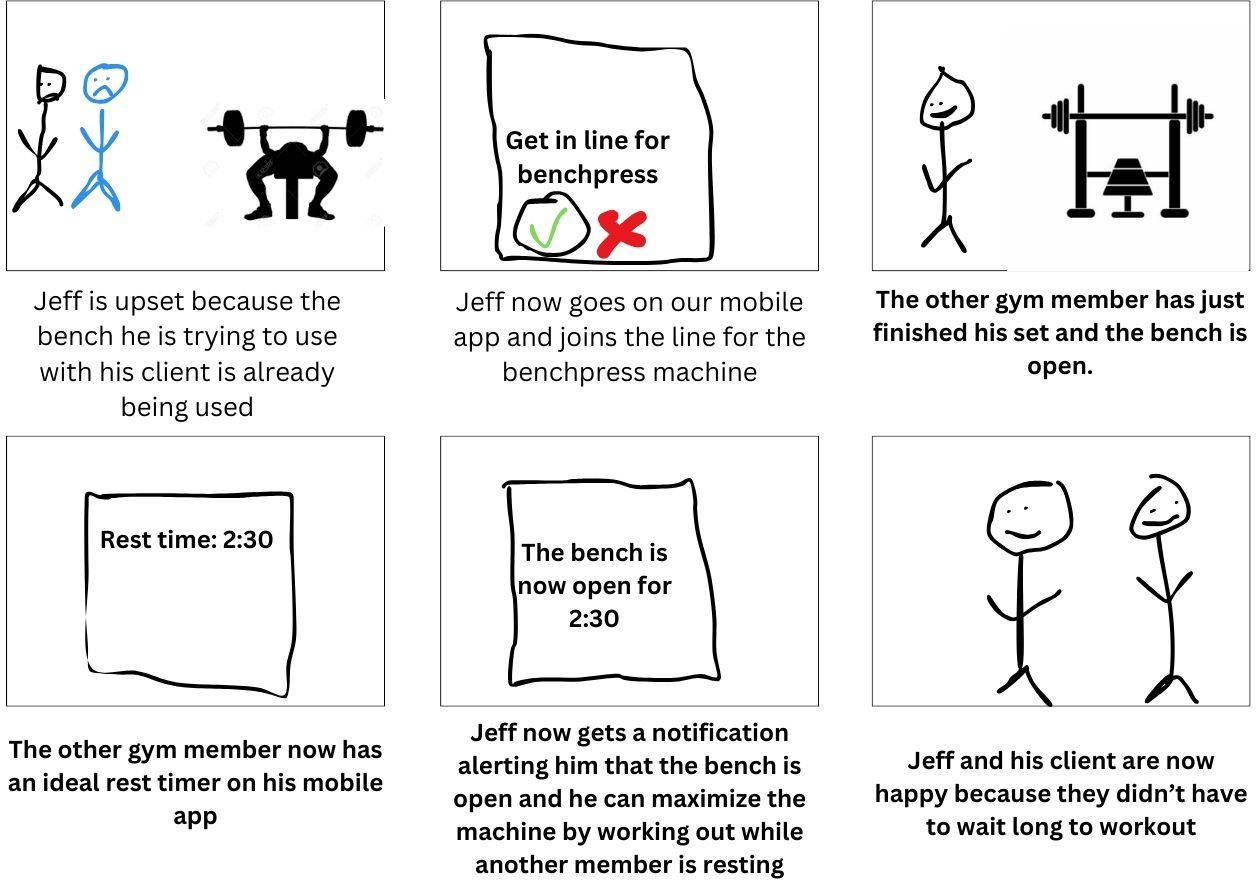 Get in line for
benchpress
Jeff is upset because the
bench he is trying to use
with his client is already
being used
Jeff now goes on our mobile
app and joins the line for the
benchpress machine
The other gym member has just
finished his set and the bench is
open.
Rest time: 2:30
The other gym member now has
an ideal rest timer on his mobile
app
The bench is
now open for
2:30
Jeff now gets a notification
alerting him that the bench is
open and he can maximize the
machine by working out while
another member is resting
Jeff and his client are now
happy because they didn’t have
to wait long to workout